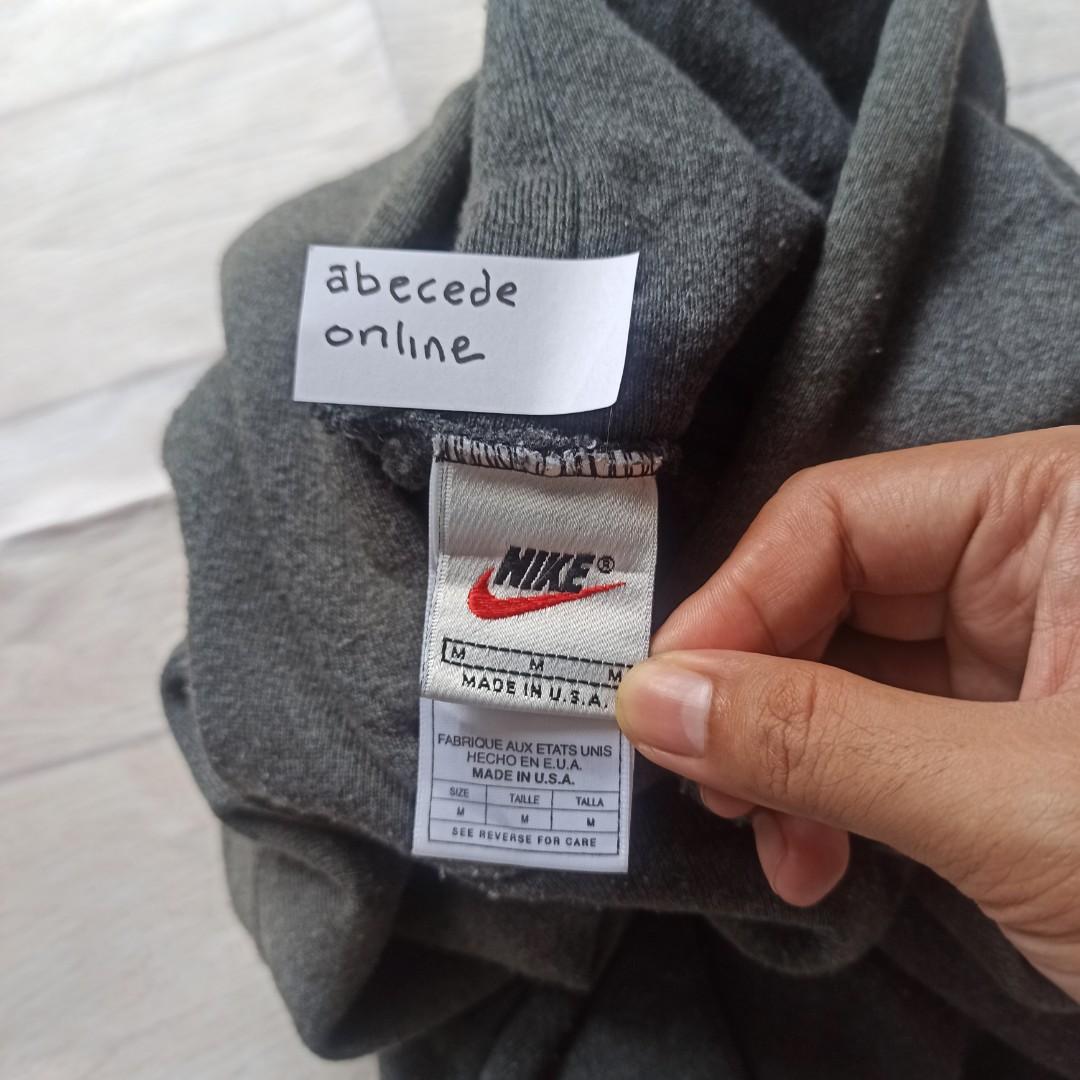 abecede
online
NIKE®
M M M
MADE IN U.S.A.
FABRIQUE AUX ETATS UNIS
HECHO EN E.U.A.
MADE IN U.S.A.
SIZE TAILLE TALLA
M M M
SEE REVERSE FOR CARE